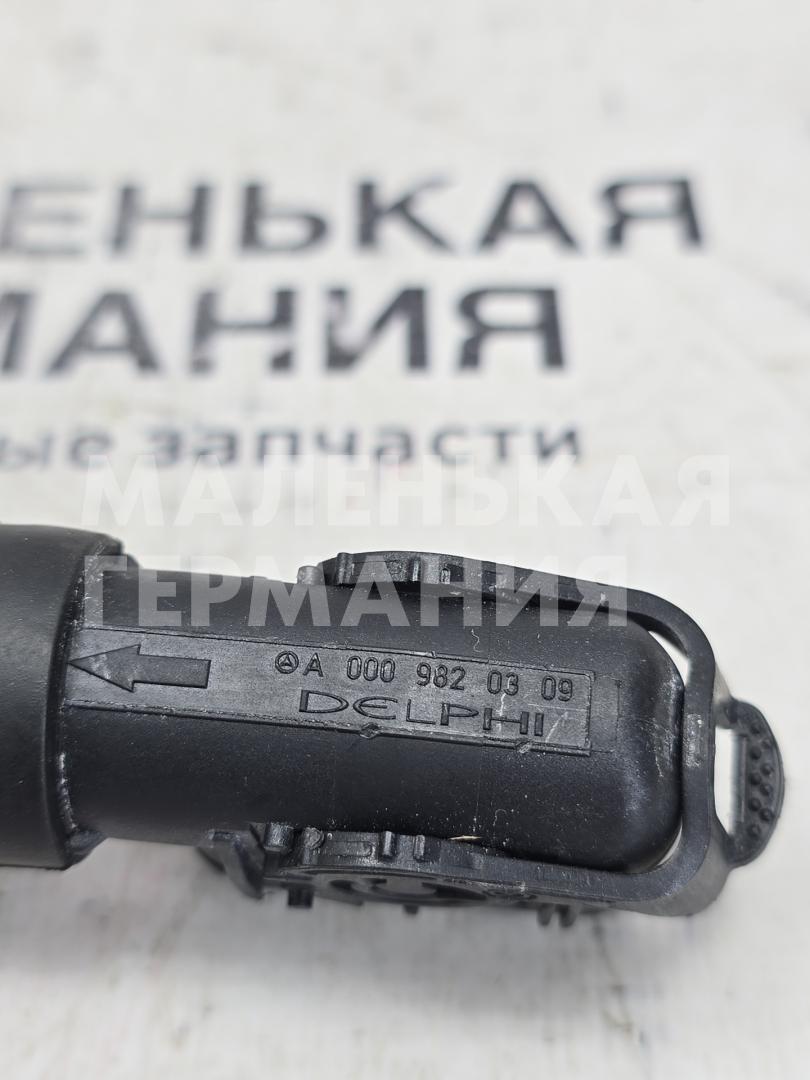 ЕНЬКАЯ
МАНИЯ
ые запчасти
МАЛЕНЬКАЯ
ГЕРМАНИЯ
A 000 982 03 09
DELPHI